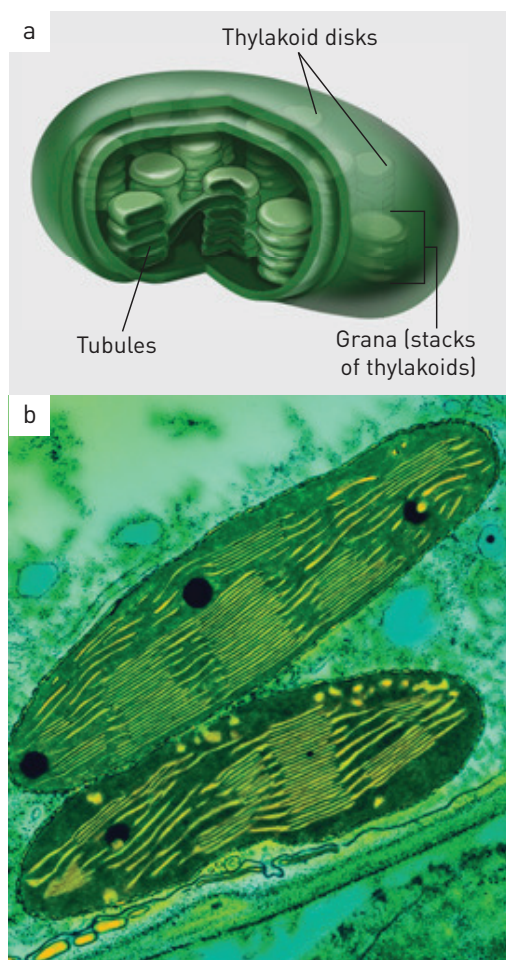 a
Thylakoid disks
Tubules
Grana (stacks
of thylakoids)
b